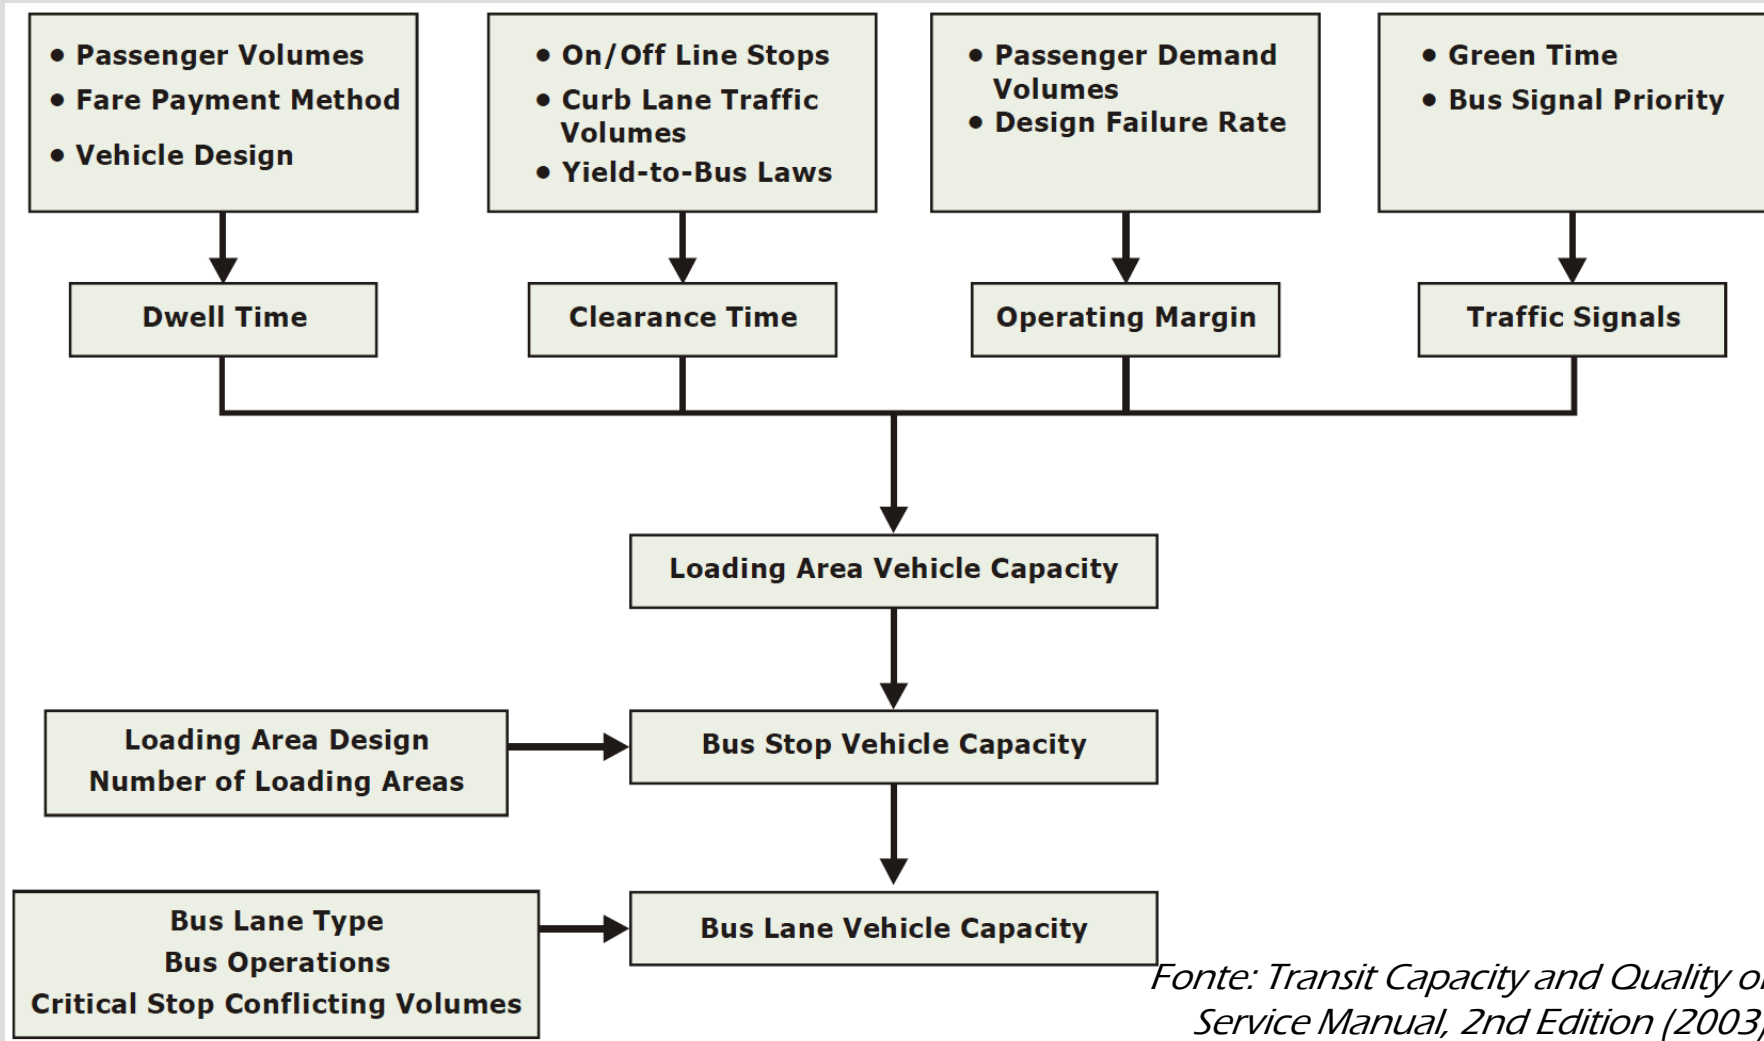 • Passenger Volumes
• Fare Payment Method
• Vehicle Design
• On/Off Line Stops
• Curb Lane Traffic
Volumes
• Yield-to-Bus Laws
• Passenger Demand
Volumes
• Design Failure Rate
• Green Time
• Bus Signal Priority
Dwell Time
Clearance Time
Operating Margin
Traffic Signals
Loading Area Vehicle Capacity
Loading Area Design
Number of Loading Areas
Bus Stop Vehicle Capacity
Bus Lane Type
Bus Operations
Critical Stop Conflicting Volumes
Bus Lane Vehicle Capacity
Fonte: Transit Capacity and Quality of
Service Manual, 2nd Edition (2003)